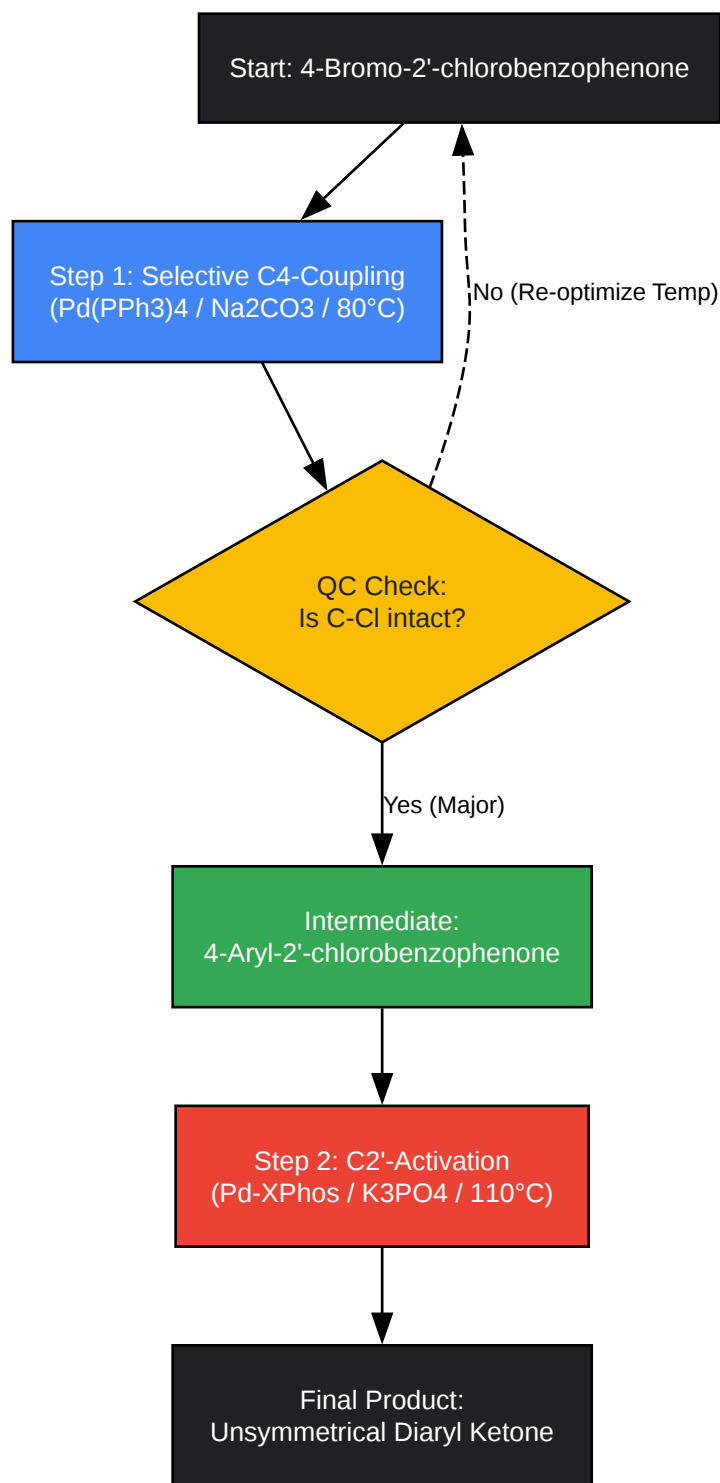 Start: 4-Bromo-2'-chlorobenzophenone
Step 1: Selective C4-Coupling
(Pd(PPh3)4 / Na2CO3 / 80°C)
No (Re-optimize Temp)
QC Check:
Is C-Cl intact?
Yes (Major)
Intermediate:
4-Aryl-2'-chlorobenzophenone
Step 2: C2'-Activation
(Pd-XPhos / K3PO4 / 110°C)
Final Product:
Unsymmetrical Diaryl Ketone